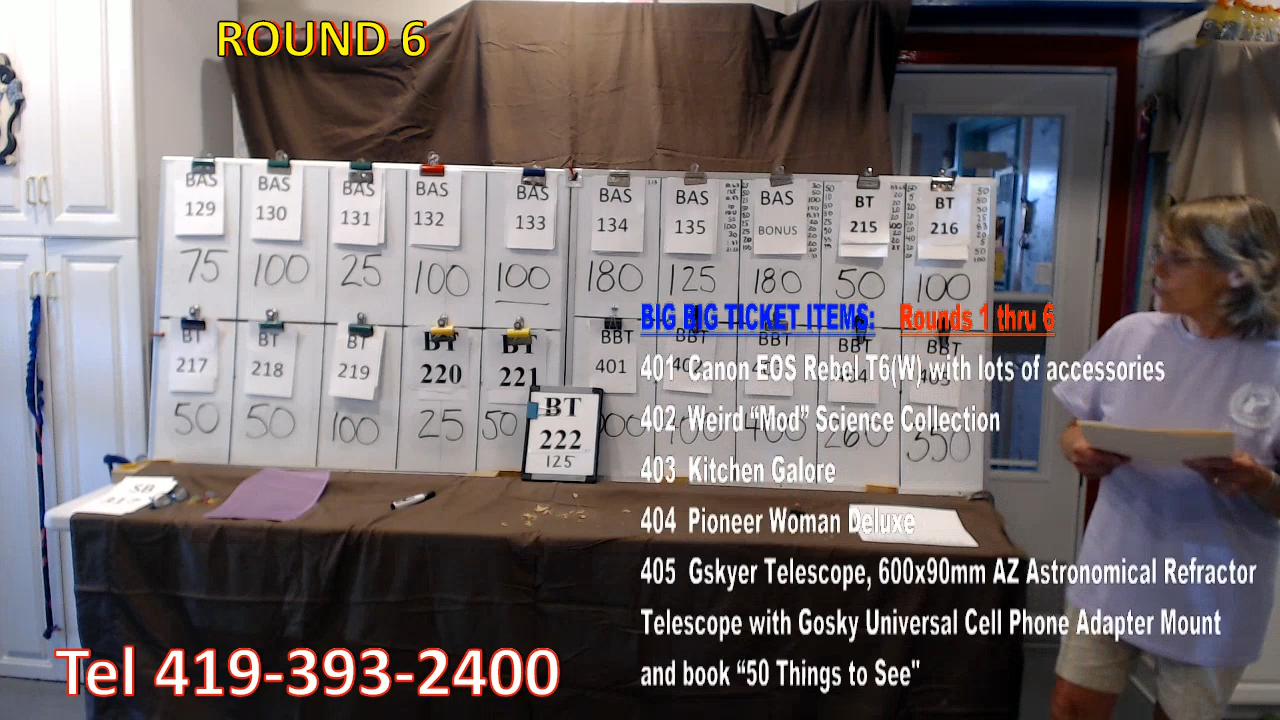 ROUND 6
BAS 129
BAS 130
BAS 131
BAS 132
BAS 133
BAS 134
BAS 135
BAS BONUS
BT 215
BT 216
75
100
25
100
100
180
125
180
50
100
BIG BIG TICKET ITEMS: Rounds 1 thru 6
BT 217
BT 218
BT 219
BT 220
BT 221
BBT 401
BBT
BBT
50
50
100
25
50
BT
222
125
260
350
401 Canon EOS Rebel T6(W) with lots of accessories
402 Weird “Mod” Science Collection
403 Kitchen Galore
404 Pioneer Woman Deluxe
405 Gskyer Telescope, 600x90mm AZ Astronomical Refractor
Telescope with Gosky Universal Cell Phone Adapter Mount
and book “50 Things to See"
SB
Tel 419-393-2400